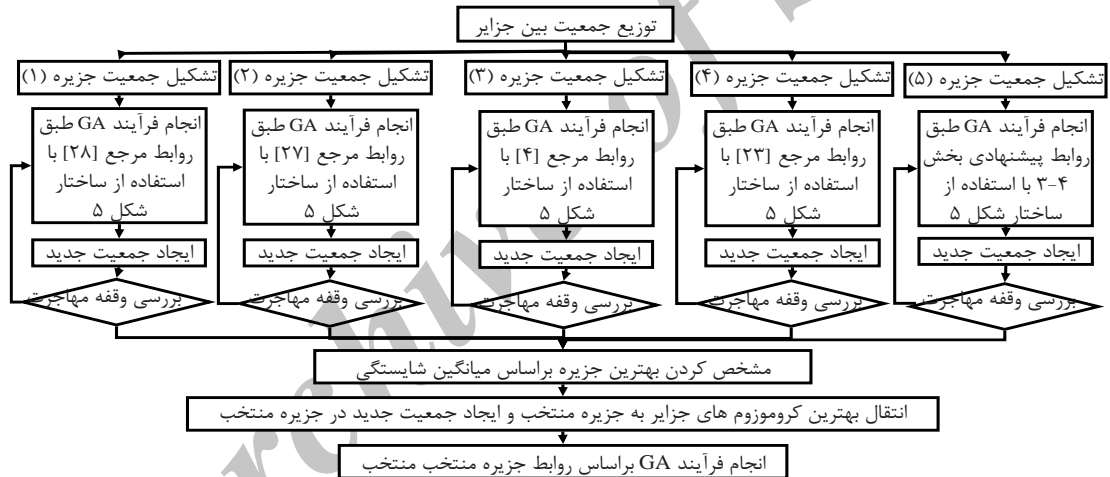 توزیع جمعیت بین جزایر
تشکیل جمعیت جزیره (۵)
تشکیل جمعیت جزیره (۴)
تشکیل جمعیت جزیره (۳)
تشکیل جمعیت جزیره (۲)
تشکیل جمعیت جزیره (۱)
انجام فرآیند GA طبق
روابط پیشنهادی بخش
۳-۴ با استفاده از
ساختار شکل ۵
انجام فرآیند GA طبق
روابط مرجع [۲۳] با
استفاده از ساختار
شکل ۵
انجام فرآیند GA طبق
روابط مرجع [۴] با
استفاده از ساختار
شکل ۵
انجام فرآیند GA طبق
روابط مرجع [۲۷] با
استفاده از ساختار
شکل ۵
انجام فرآیند GA طبق
روابط مرجع [۲۸] با
استفاده از ساختار
شکل ۵
ایجاد جمعیت جدید
ایجاد جمعیت جدید
ایجاد جمعیت جدید
ایجاد جمعیت جدید
ایجاد جمعیت جدید
بررسی وقفه مهاجرت
بررسی وقفه مهاجرت
بررسی وقفه مهاجرت
بررسی وقفه مهاجرت
بررسی وقفه مهاجرت
مشخص کردن بهترین جزیره براساس میانگین شایستگی
انتقال بهترین کروموزوم های جزایر به جزیره منتخب و ایجاد جمعیت جدید در جزیره منتخب
انجام فرآیند GA براساس روابط جزیره منتخب منتخب